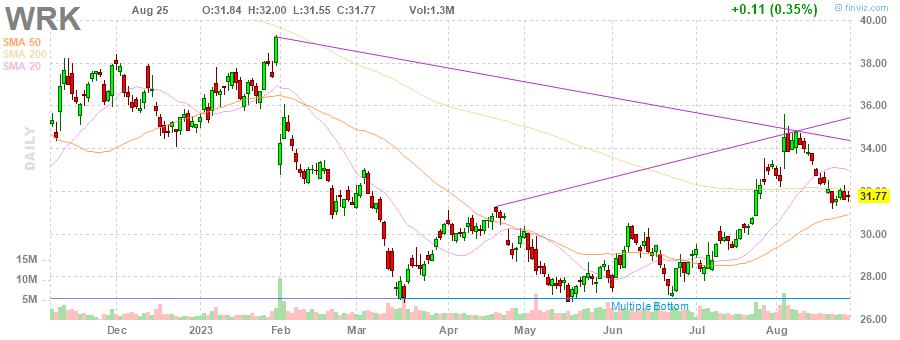 WRK Aug 25 O:31.84 H:32.00 L:31.55 C:31.77 Vol:1.3M +0.11 (0.35%) © finviz.com
SMA 50
SMA 200
SMA 20
DAILY
40.00
38.00
36.00
34.00
32.00
31.77
30.00
28.00
26.00
15M
10M
5M
Multiple Bottom
Dec 2023 Feb Mar Apr May Jun Jul Aug